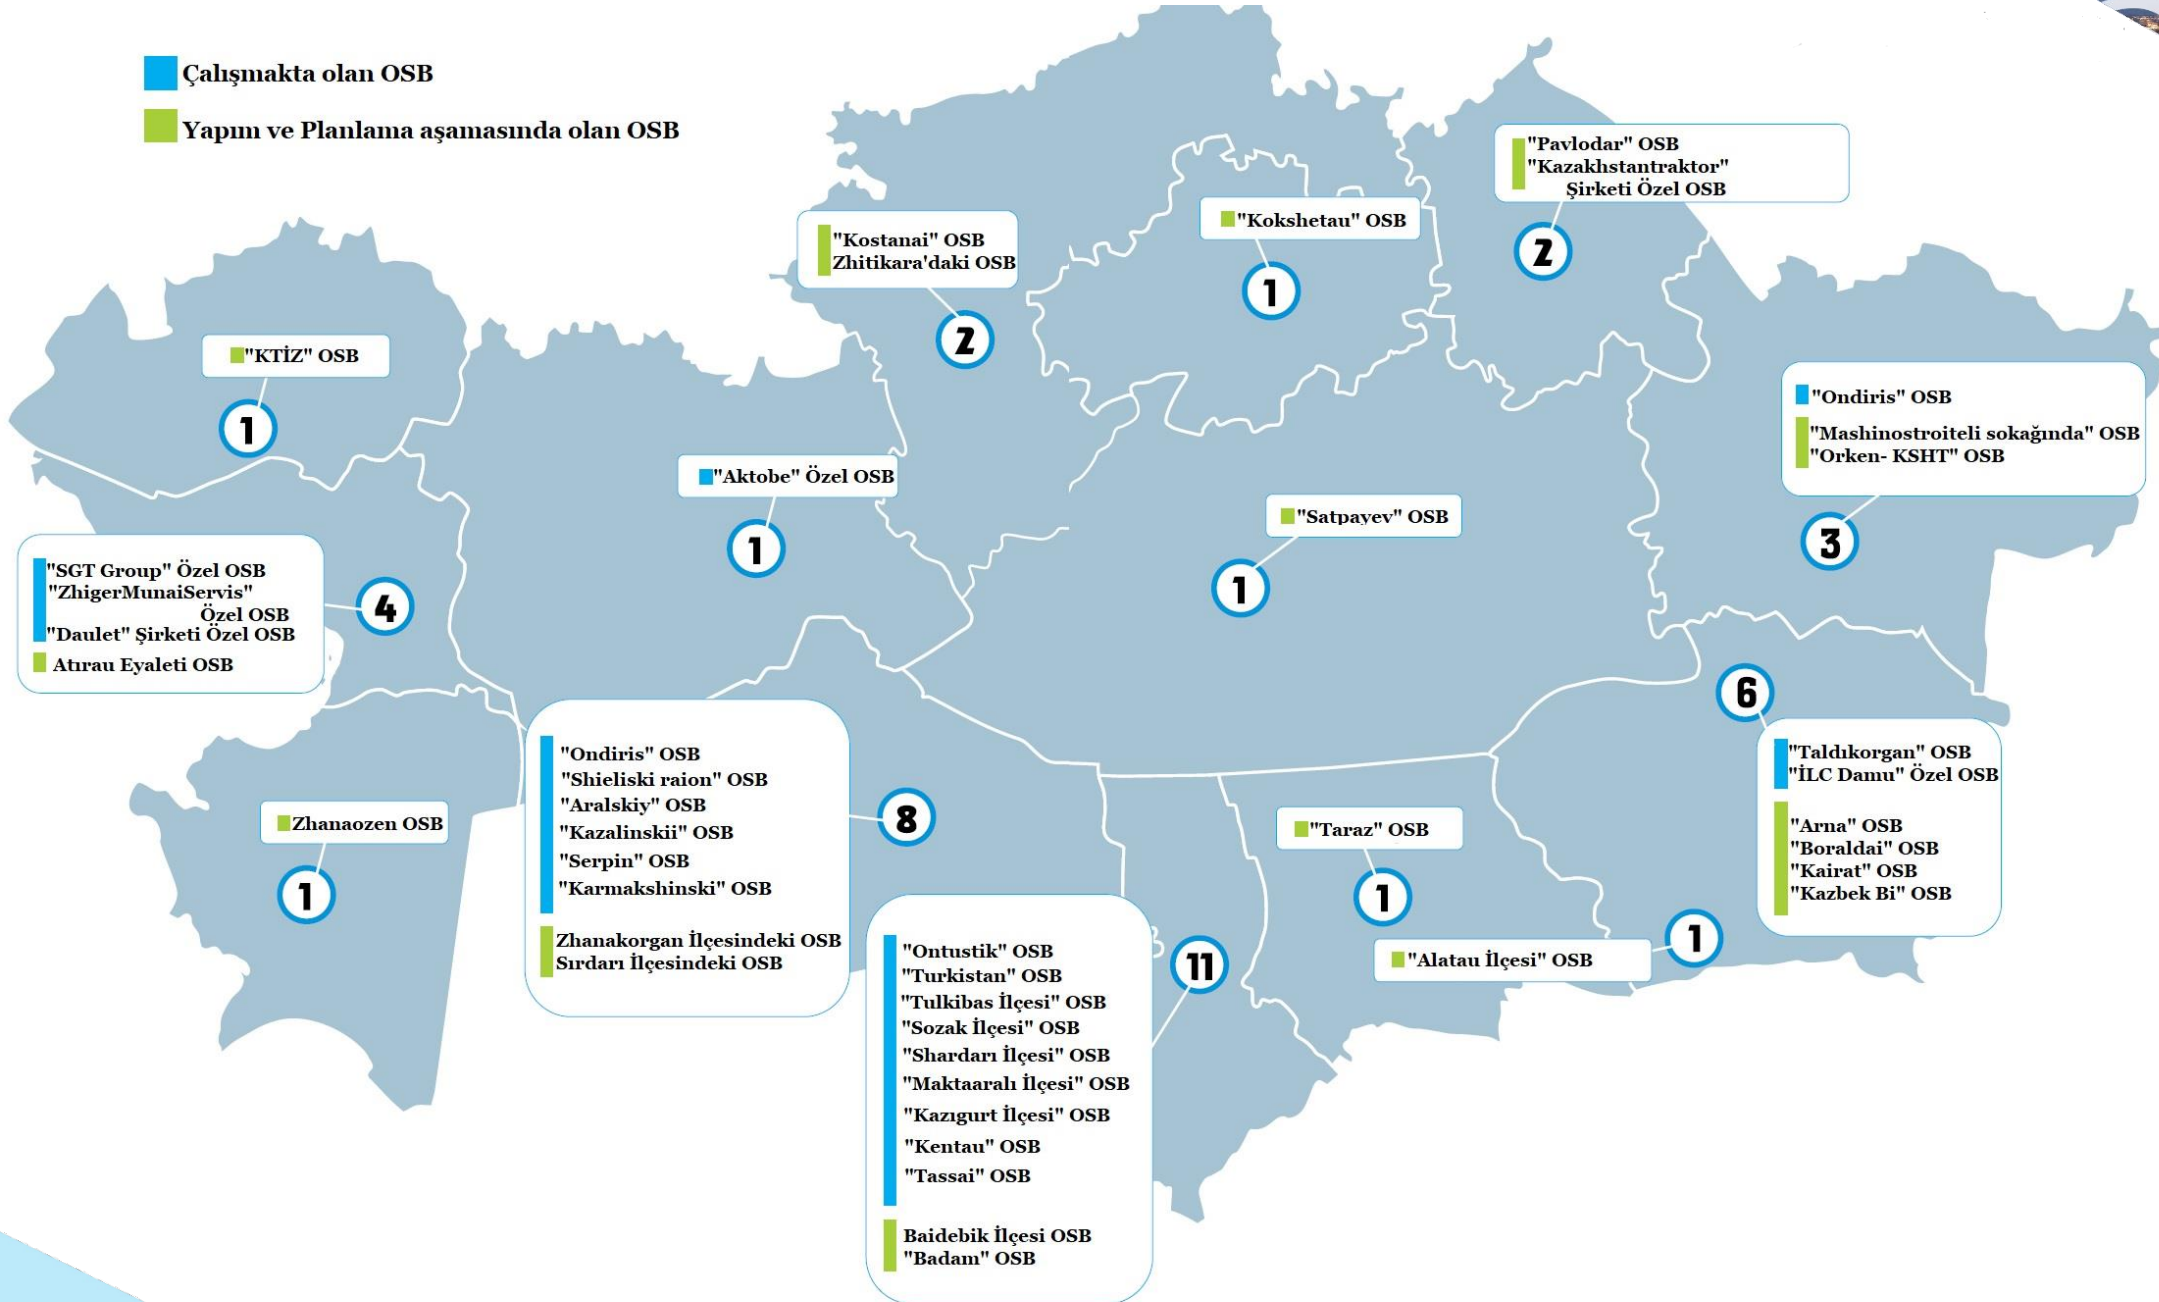 Çalışmakta olan OSB
Yapım ve Planlama aşamasında olan OSB
"Pavlodar" OSB
"Kazakhstantraktor"
Şirketi Özel OSB
2
"Kokshetau" OSB
1
"Kostanai" OSB
Zhitikara'daki OSB
2
"KTİZ" OSB
1
"Ondiris" OSB
"Mashinostroiteli sokağında" OSB
"Orken- KSHT" OSB
3
"Aktobe" Özel OSB
1
"Satpayev" OSB
1
"SGT Group" Özel OSB
"ZhigerMunaiServis"
Özel OSB
"Daulet" Şirketi Özel OSB
Atırau Eyaleti OSB
4
6
"Taldıkorgan" OSB
"İLC Damu" Özel OSB
"Arna" OSB
"Boraldai" OSB
"Kairat" OSB
"Kazbek Bi" OSB
"Ondiris" OSB
"Shieliski raion" OSB
"Aralskiy" OSB
"Kazalinskii" OSB
"Serpin" OSB
"Karmakshinski" OSB
Zhanakorgan İlçesindeki OSB
Sırdarı İlçesindeki OSB
8
Zhanaozen OSB
1
"Taraz" OSB
1
"Alatau İlçesi" OSB
1
"Ontustik" OSB
"Turkistan" OSB
"Tulkibas İlçesi" OSB
"Sozak İlçesi" OSB
"Shardarı İlçesi" OSB
"Maktaaralı İlçesi" OSB
"Kazıgurt İlçesi" OSB
"Kentau" OSB
"Tassai" OSB
Baidebik İlçesi OSB
"Badam" OSB
11